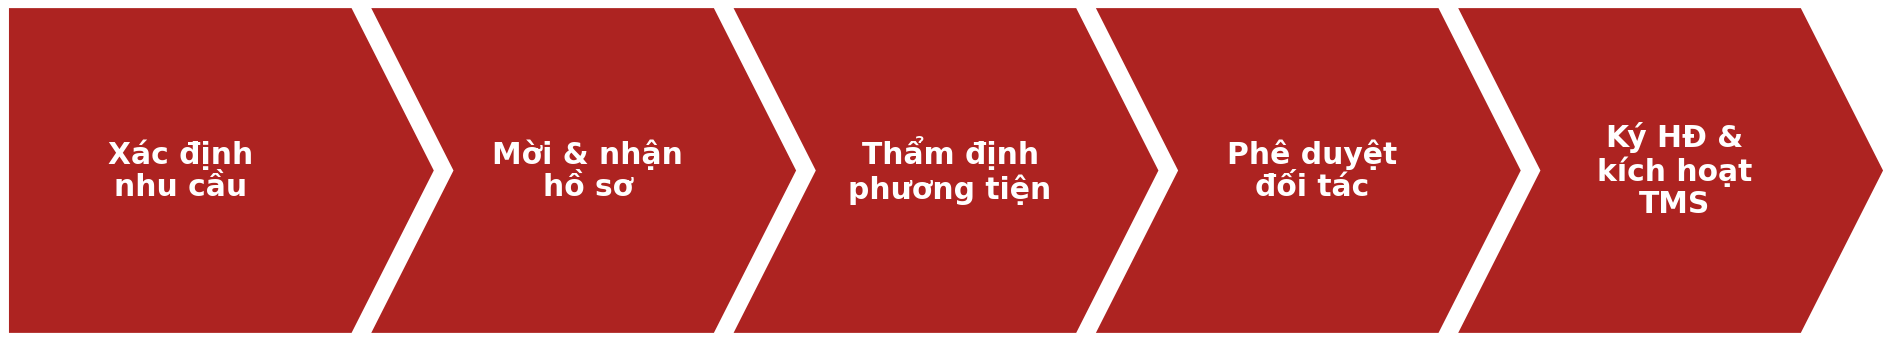 Xác định
nhu cầu
Mời & nhận
hồ sơ
Thẩm định
phương tiện
Phê duyệt
đối tác
Ký HĐ &
kích hoạt
TMS